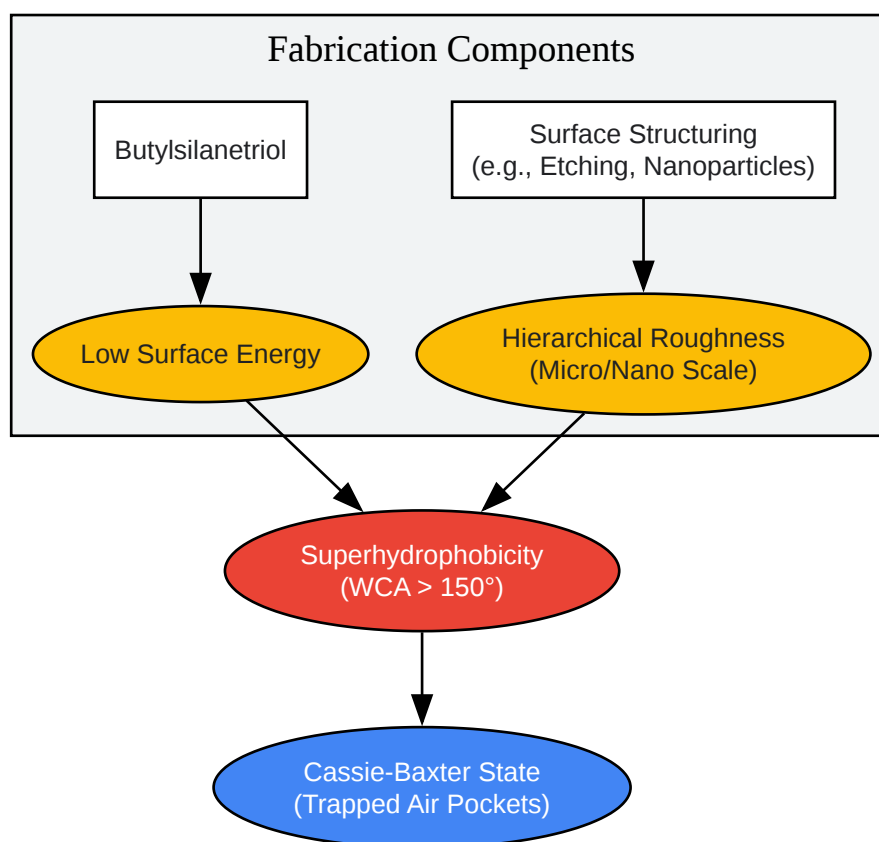 Fabrication Components
Butylsilanetriol
Surface Structuring
(e.g., Etching, Nanoparticles)
Low Surface Energy
Hierarchical Roughness
(Micro/Nano Scale)
Superhydrophobicity
(WCA > 150°)
Cassie-Baxter State
(Trapped Air Pockets)